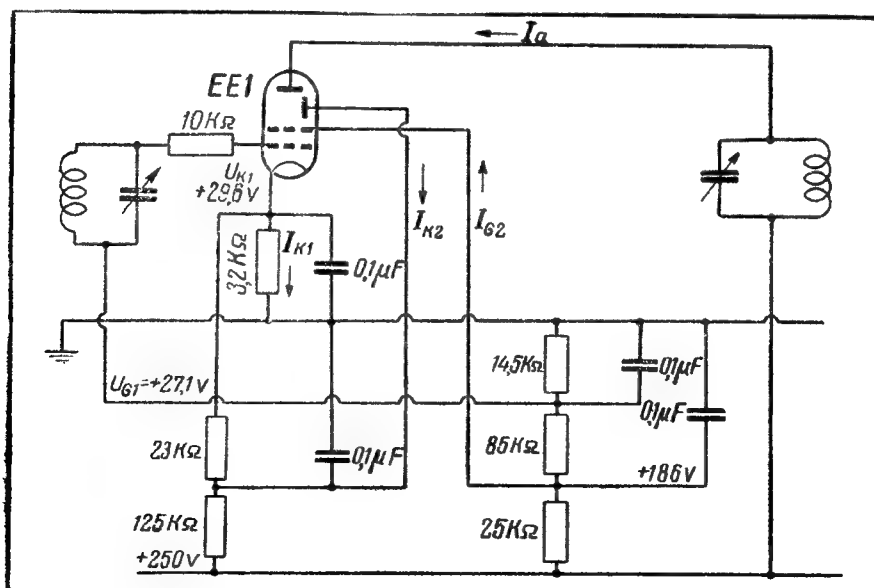 Ia
EE1
10KΩ
UK1
+29,6V
IK1
IK2
IG2
3,2KΩ
0,1µF
UG1=+27,1V
14,5KΩ
0,1µF
0,1µF
23KΩ
0,1µF
85KΩ
+186V
125KΩ
25KΩ
+250V